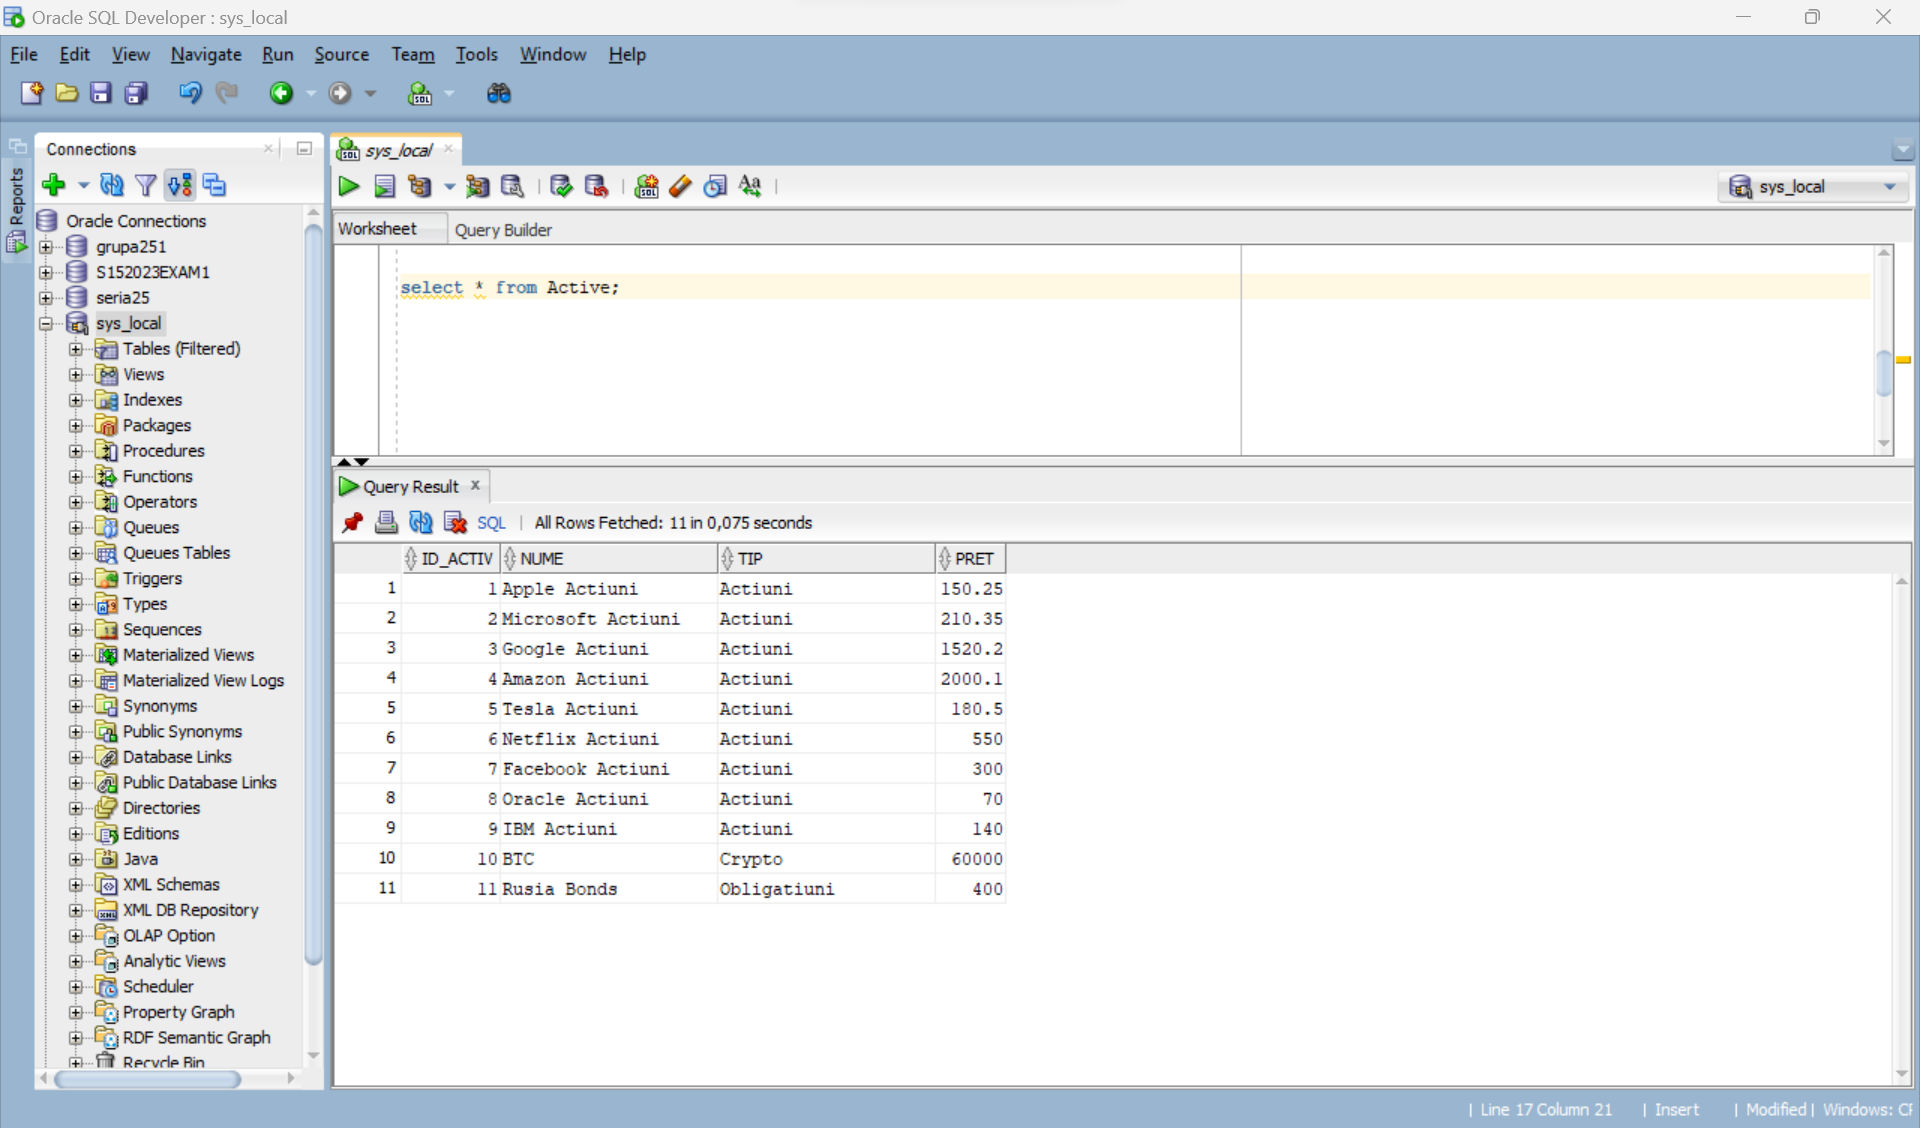 Oracle SQL Developer : sys_local
File Edit View Navigate Run Source Team Tools Window Help
Reports
Connections
Oracle Connections
grupa251
S152023EXAM1
seria25
sys_local
Tables (Filtered)
Views
Indexes
Packages
Procedures
Functions
Operators
Queues
Queues Tables
Triggers
Types
Sequences
Materialized Views
Materialized View Logs
Synonyms
Public Synonyms
Database Links
Public Database Links
Directories
Editions
Java
XML Schemas
XML DB Repository
OLAP Option
Analytic Views
Scheduler
Property Graph
RDF Semantic Graph
Recycle Bin
sys_local
sys_local
Worksheet Query Builder
select * from Active;
Query Result
SQL | All Rows Fetched: 11 in 0,075 seconds
ID_ACTIV NUME TIP PRET
1 1 Apple Actiuni Actiuni 150.25
2 2 Microsoft Actiuni Actiuni 210.35
3 3 Google Actiuni Actiuni 1520.2
4 4 Amazon Actiuni Actiuni 2000.1
5 5 Tesla Actiuni Actiuni 180.5
6 6 Netflix Actiuni Actiuni 550
7 7 Facebook Actiuni Actiuni 300
8 8 Oracle Actiuni Actiuni 70
9 9 IBM Actiuni Actiuni 140
10 10 BTC Crypto 60000
11 11 Rusia Bonds Obligatiuni 400
| Line 17 Column 21 | Insert | Modified | Windows: CF